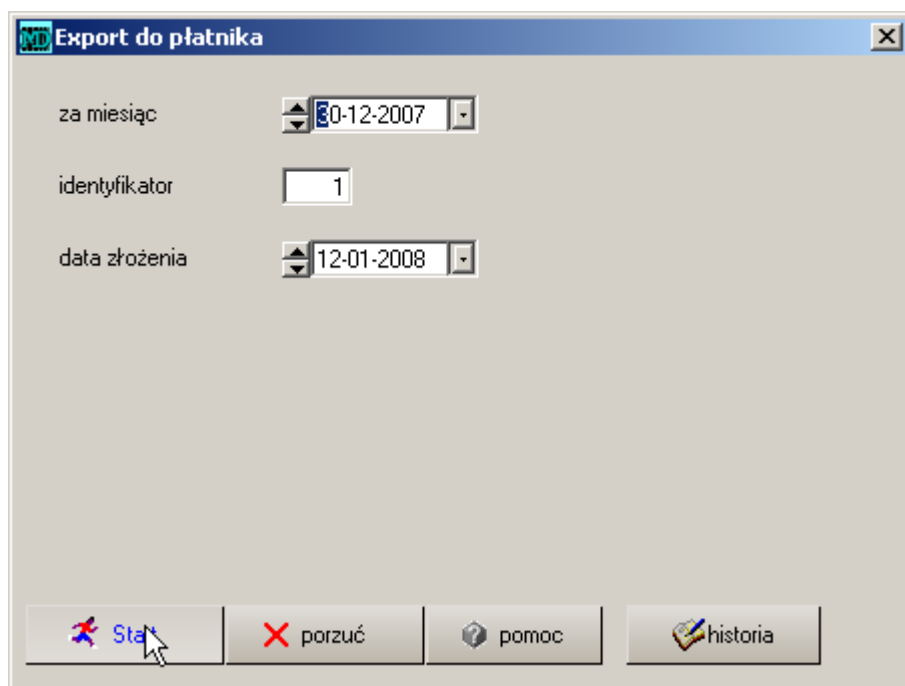 MD Export do płatnika
za miesiąc 30-12-2007
identyfikator 1
data złożenia 12-01-2008
Start porzuć pomoc historia